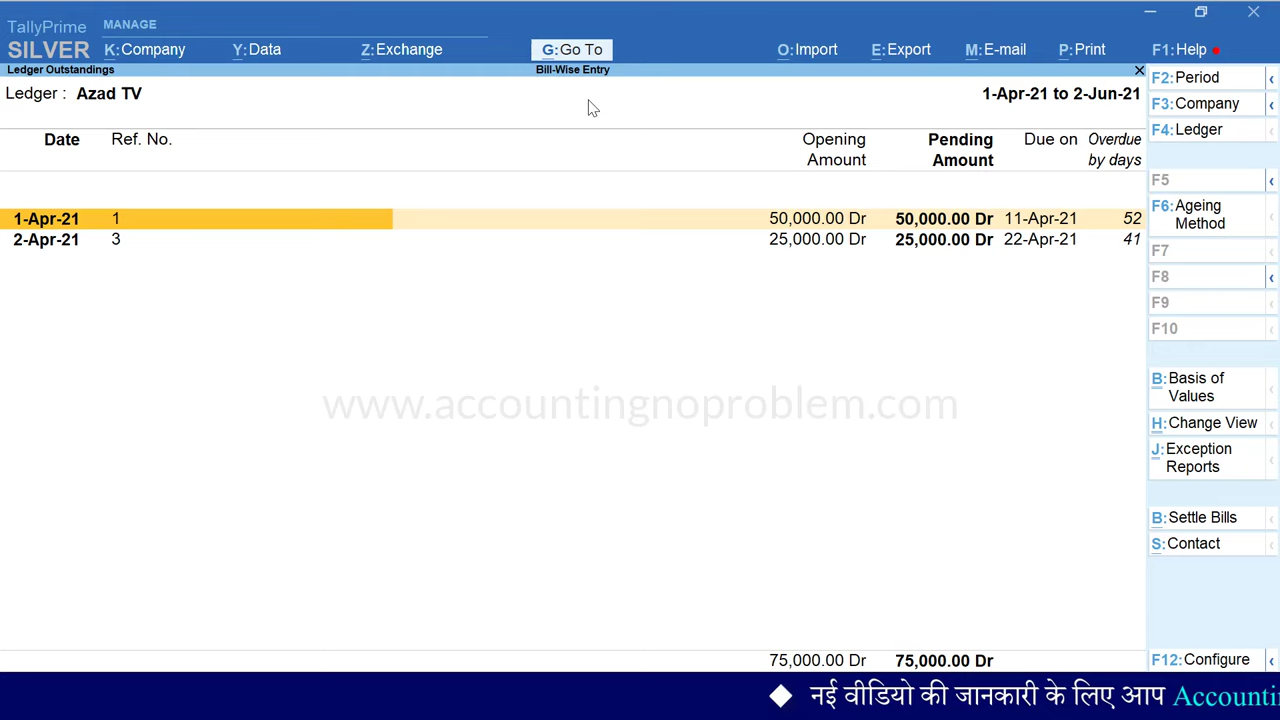 TallyPrime MANAGE
SILVER K:Company Y:Data Z:Exchange G:Go To O:Import E:Export M:E-mail P:Print F1:Help
Ledger Outstandings Bill-Wise Entry
Ledger : Azad TV 1-Apr-21 to 2-Jun-21
Date Ref. No. Opening Amount Pending Amount Due on Overdue by days
1-Apr-21 1 50,000.00 Dr 50,000.00 Dr 11-Apr-21 52
2-Apr-21 3 25,000.00 Dr 25,000.00 Dr 22-Apr-21 41
www.accountingnoproblem.com
75,000.00 Dr 75,000.00 Dr
F2:Period
F3:Company
F4:Ledger
F5
F6:Ageing
Method
F7
F8
F9
F10
B:Basis of
Values
H:Change View
J:Exception
Reports
B:Settle Bills
S:Contact
F12:Configure
नई वीडियो की जानकारी के लिए आप